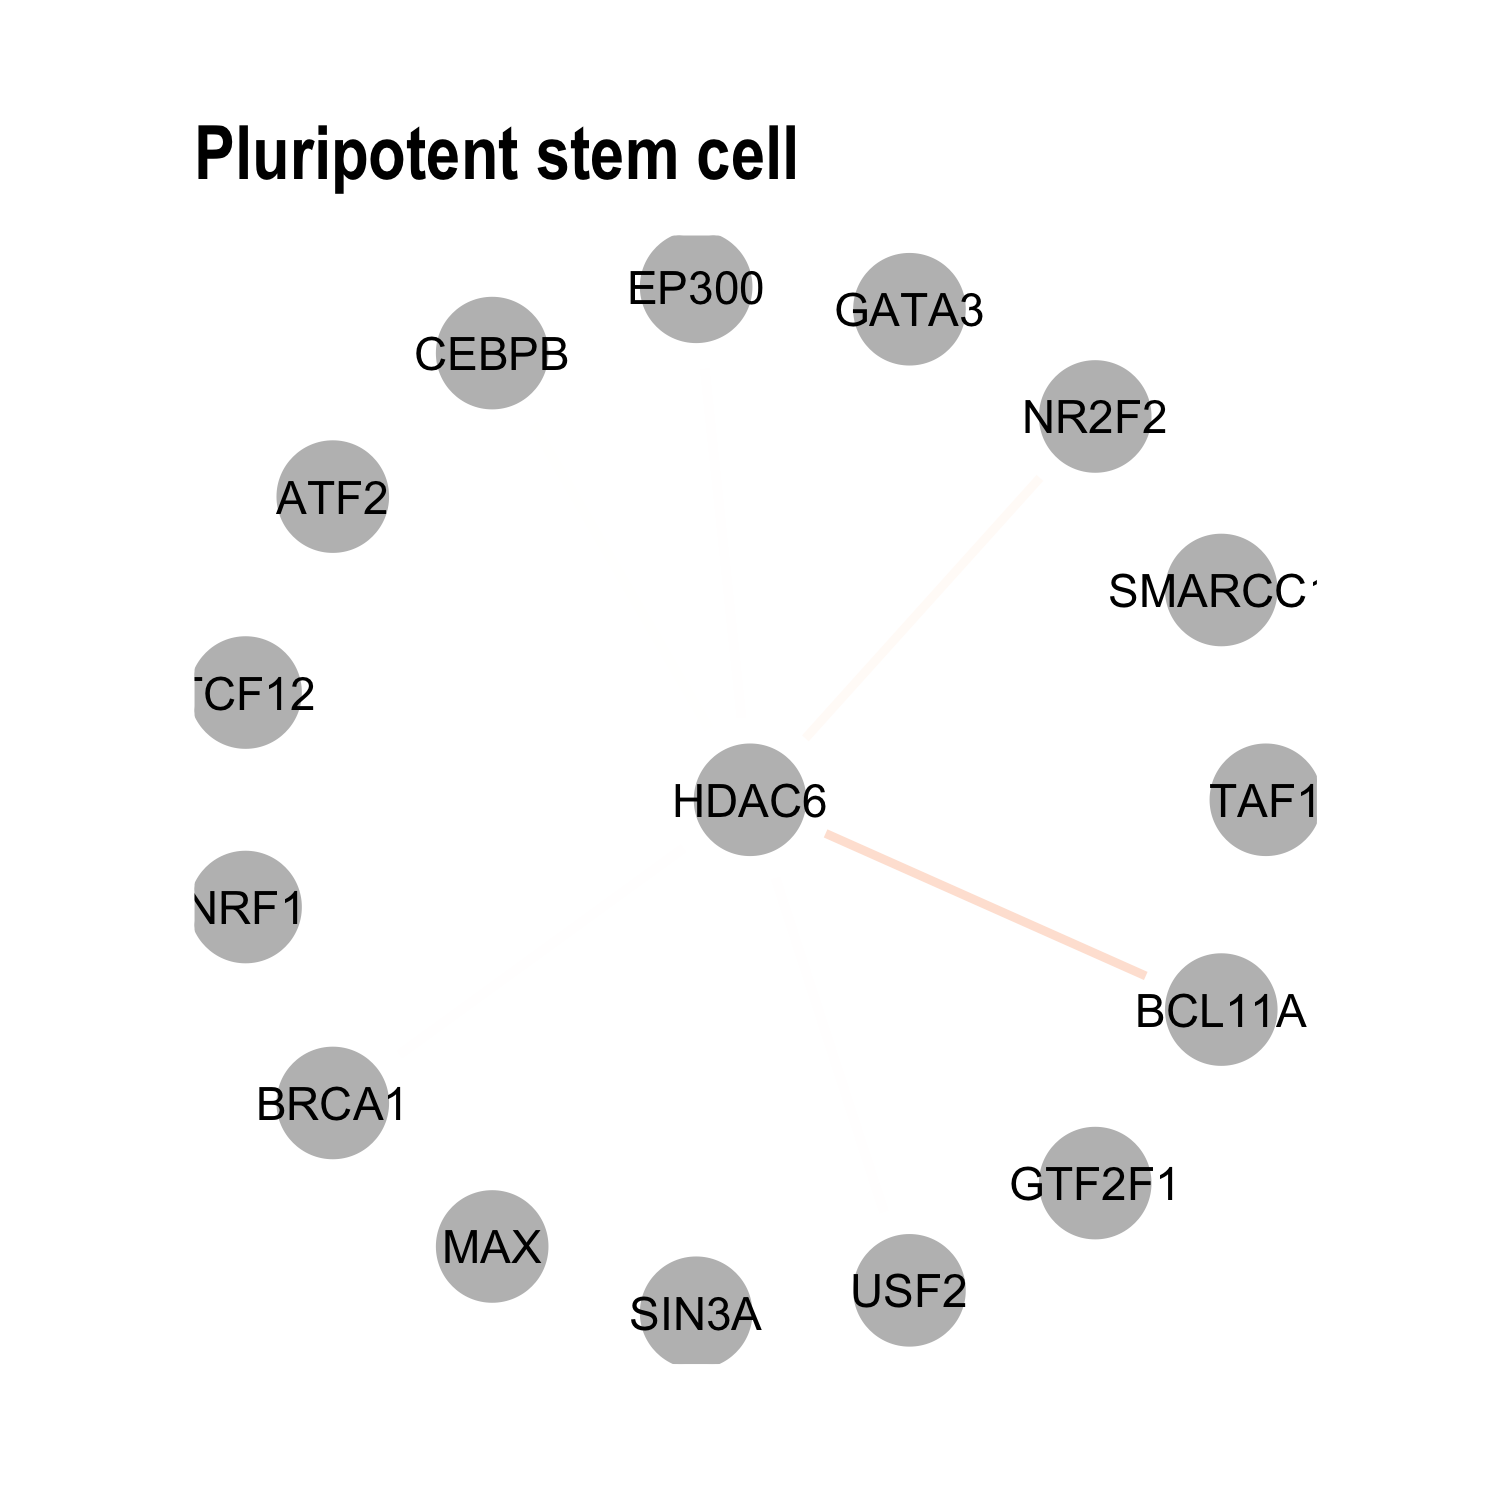 Pluripotent stem cell
EP300
GATA3
CEBPB
NR2F2
ATF2
SMARCC1
TCF12
HDAC6
TAF1
NRF1
BCL11A
BRCA1
GTF2F1
MAX
USF2
SIN3A